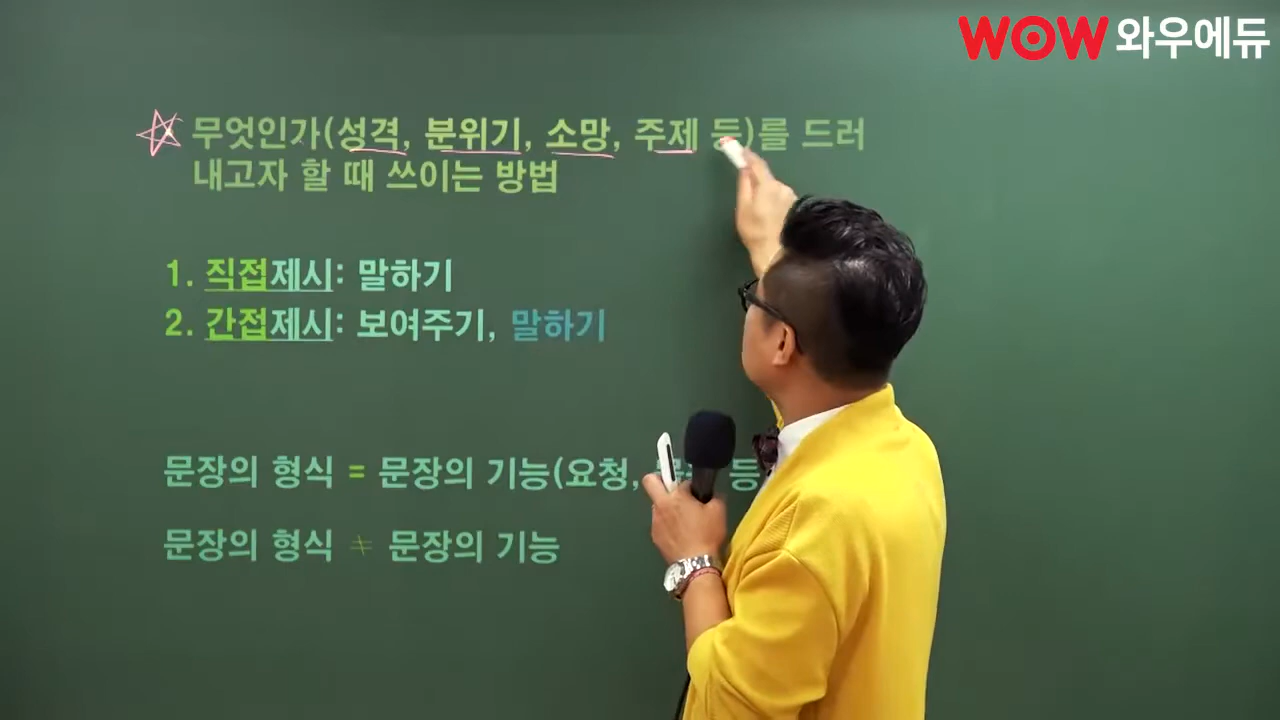 WOW 와우에듀
무엇인가(성격, 분위기, 소망, 주제 등)를 드러
내고자 할 때 쓰이는 방법
1. 직접제시: 말하기
2. 간접제시: 보여주기, 말하기
문장의 형식 = 문장의 기능(요청, 등
문장의 형식 ≠ 문장의 기능